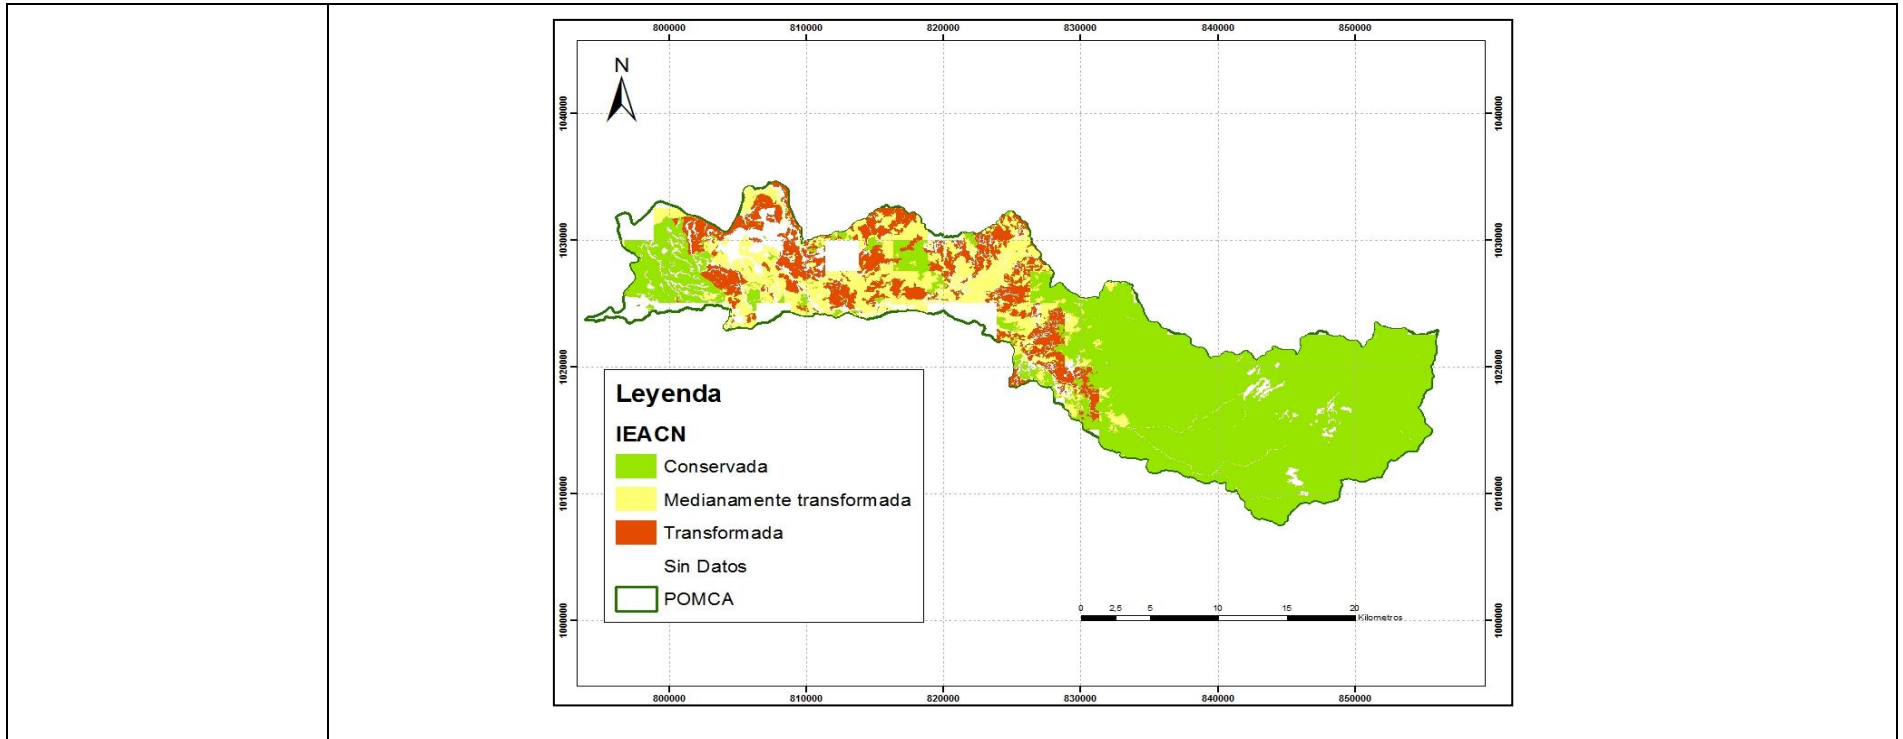 800000 810000 820000 830000 840000 850000
N
1040000 1040000
1030000 1030000
1020000 1020000
Leyenda
IEACN
Conservada
Medianamente transformada
Transformada
Sin Datos
POMCA
1010000 1010000
0 2,5 5 10 15 20
Kilometros
1000000 1000000
800000 810000 820000 830000 840000 850000